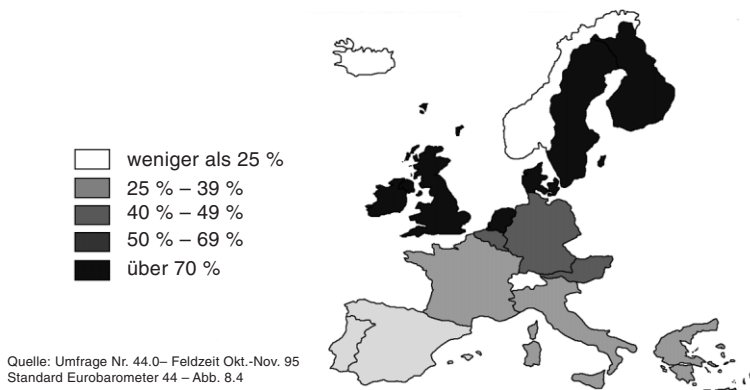 weniger als 25 %
25 % – 39 %
40 % – 49 %
50 % – 69 %
über 70 %
Quelle: Umfrage Nr. 44.0– Feldzeit Okt.-Nov. 95
Standard Eurobarometer 44 – Abb. 8.4